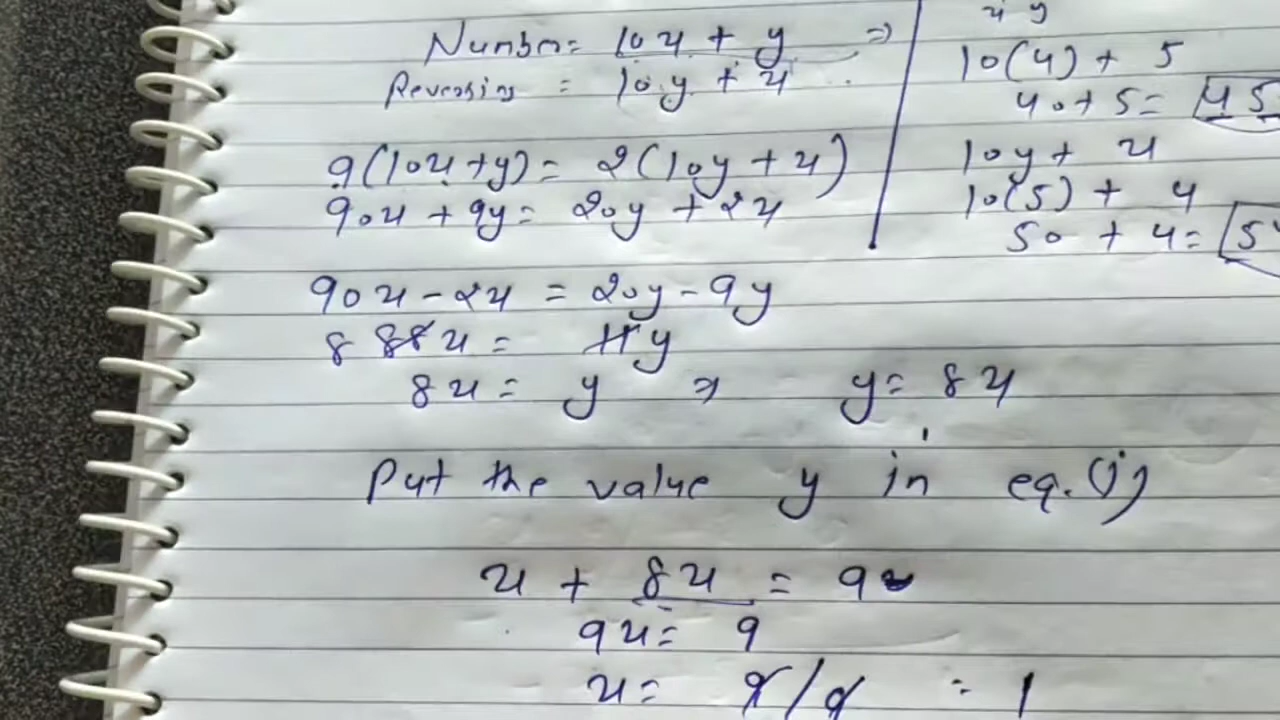 Number = 10x + y ⇒
Reversing = 10y + x
9(10x + y) = 2(10y + x)
90x + 9y = 20y + 2x
x y
10(4) + 5
40 + 5 = 45
10y + x
10(5) + 4
50 + 4 = 5
90x - 2x = 20y - 9y
8 88x = 11y
8x = y ⇒ y = 8x
Put the value y in eq. (i)
x + 8x = 9
9x = 9
x = 9/9 = 1